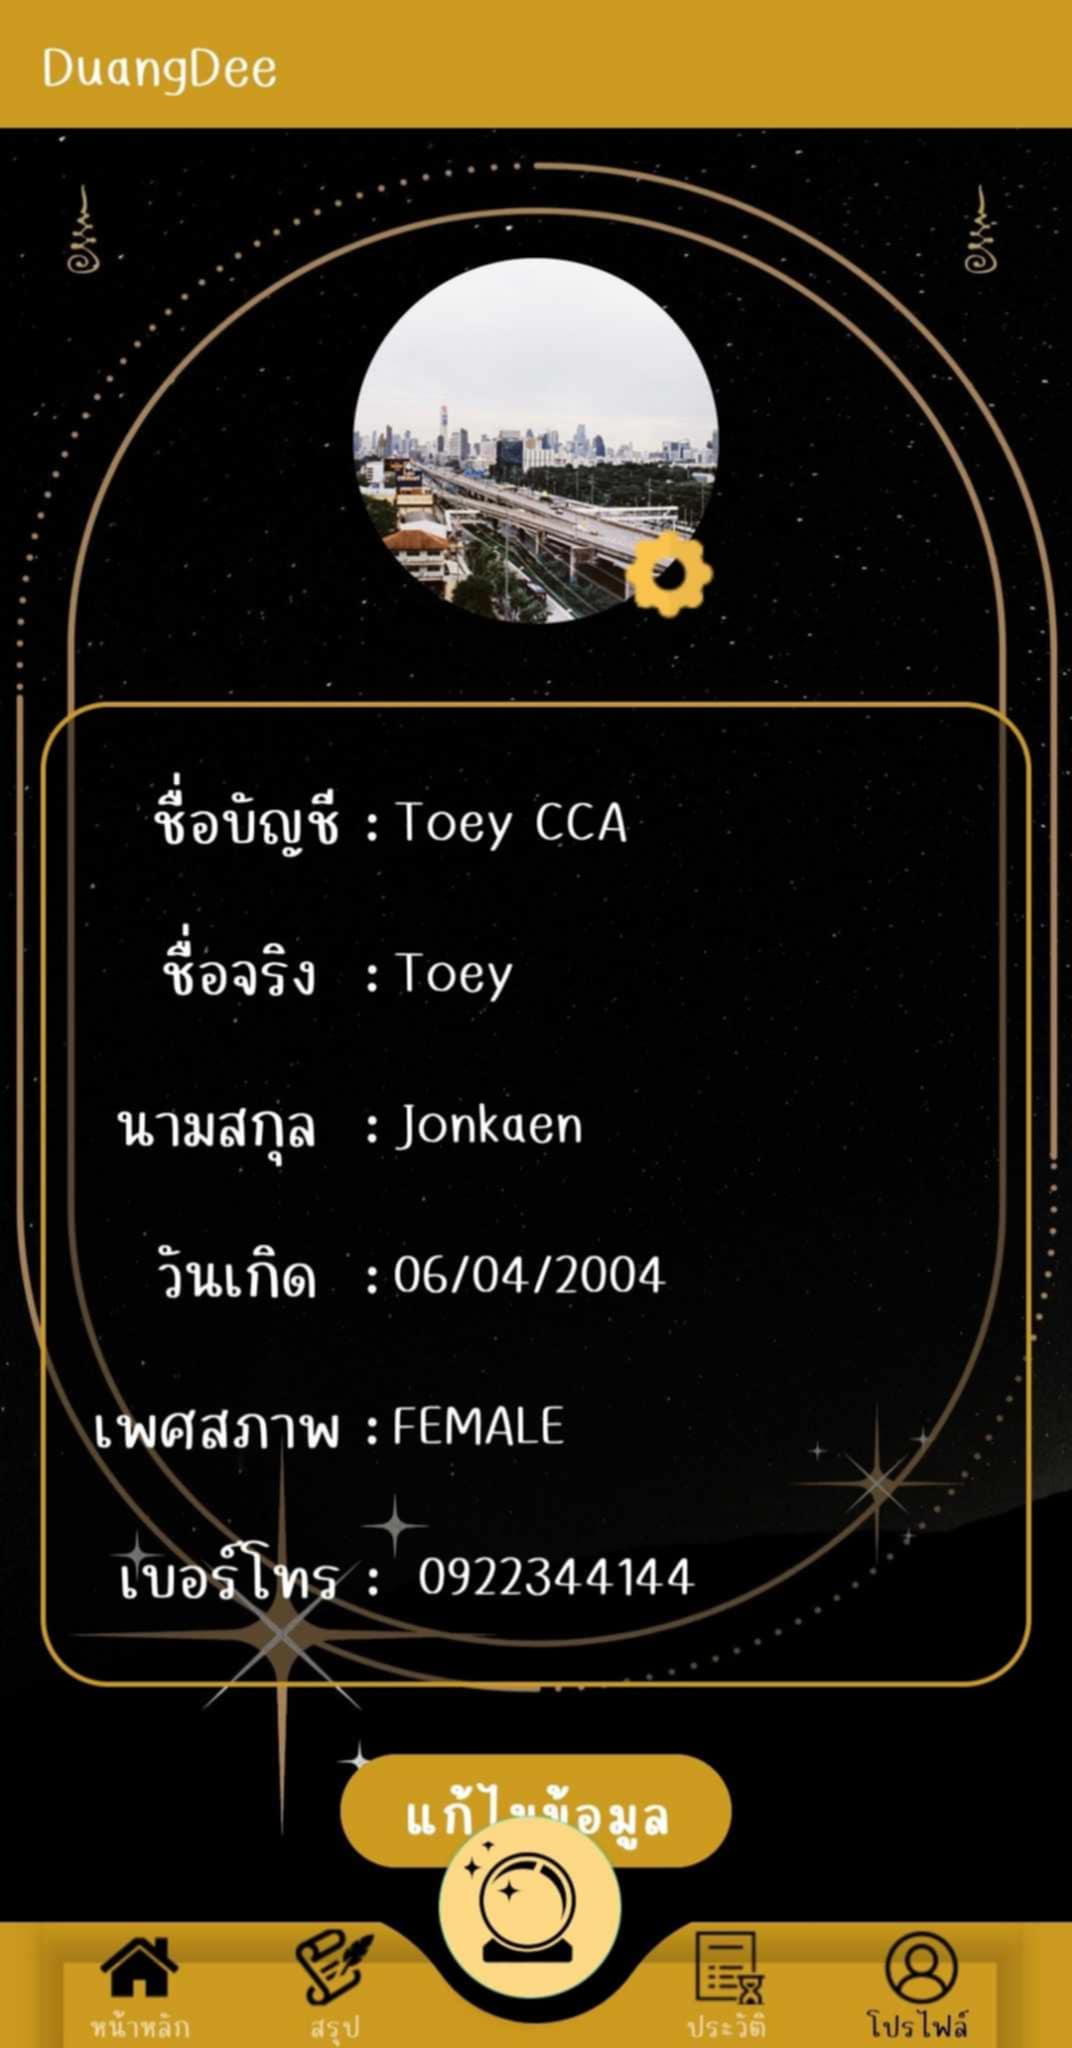 DuangDee
ชื่อบัญชี : Toey CCA
ชื่อจริง : Toey
นามสกุล : Jonkaen
วันเกิด : 06/04/2004
เพศสภาพ : FEMALE
เบอร์โทร : 0922344144
แก้ไขข้อมูล
หน้าหลัก
สรุป
ประวัติ
โปรไฟล์